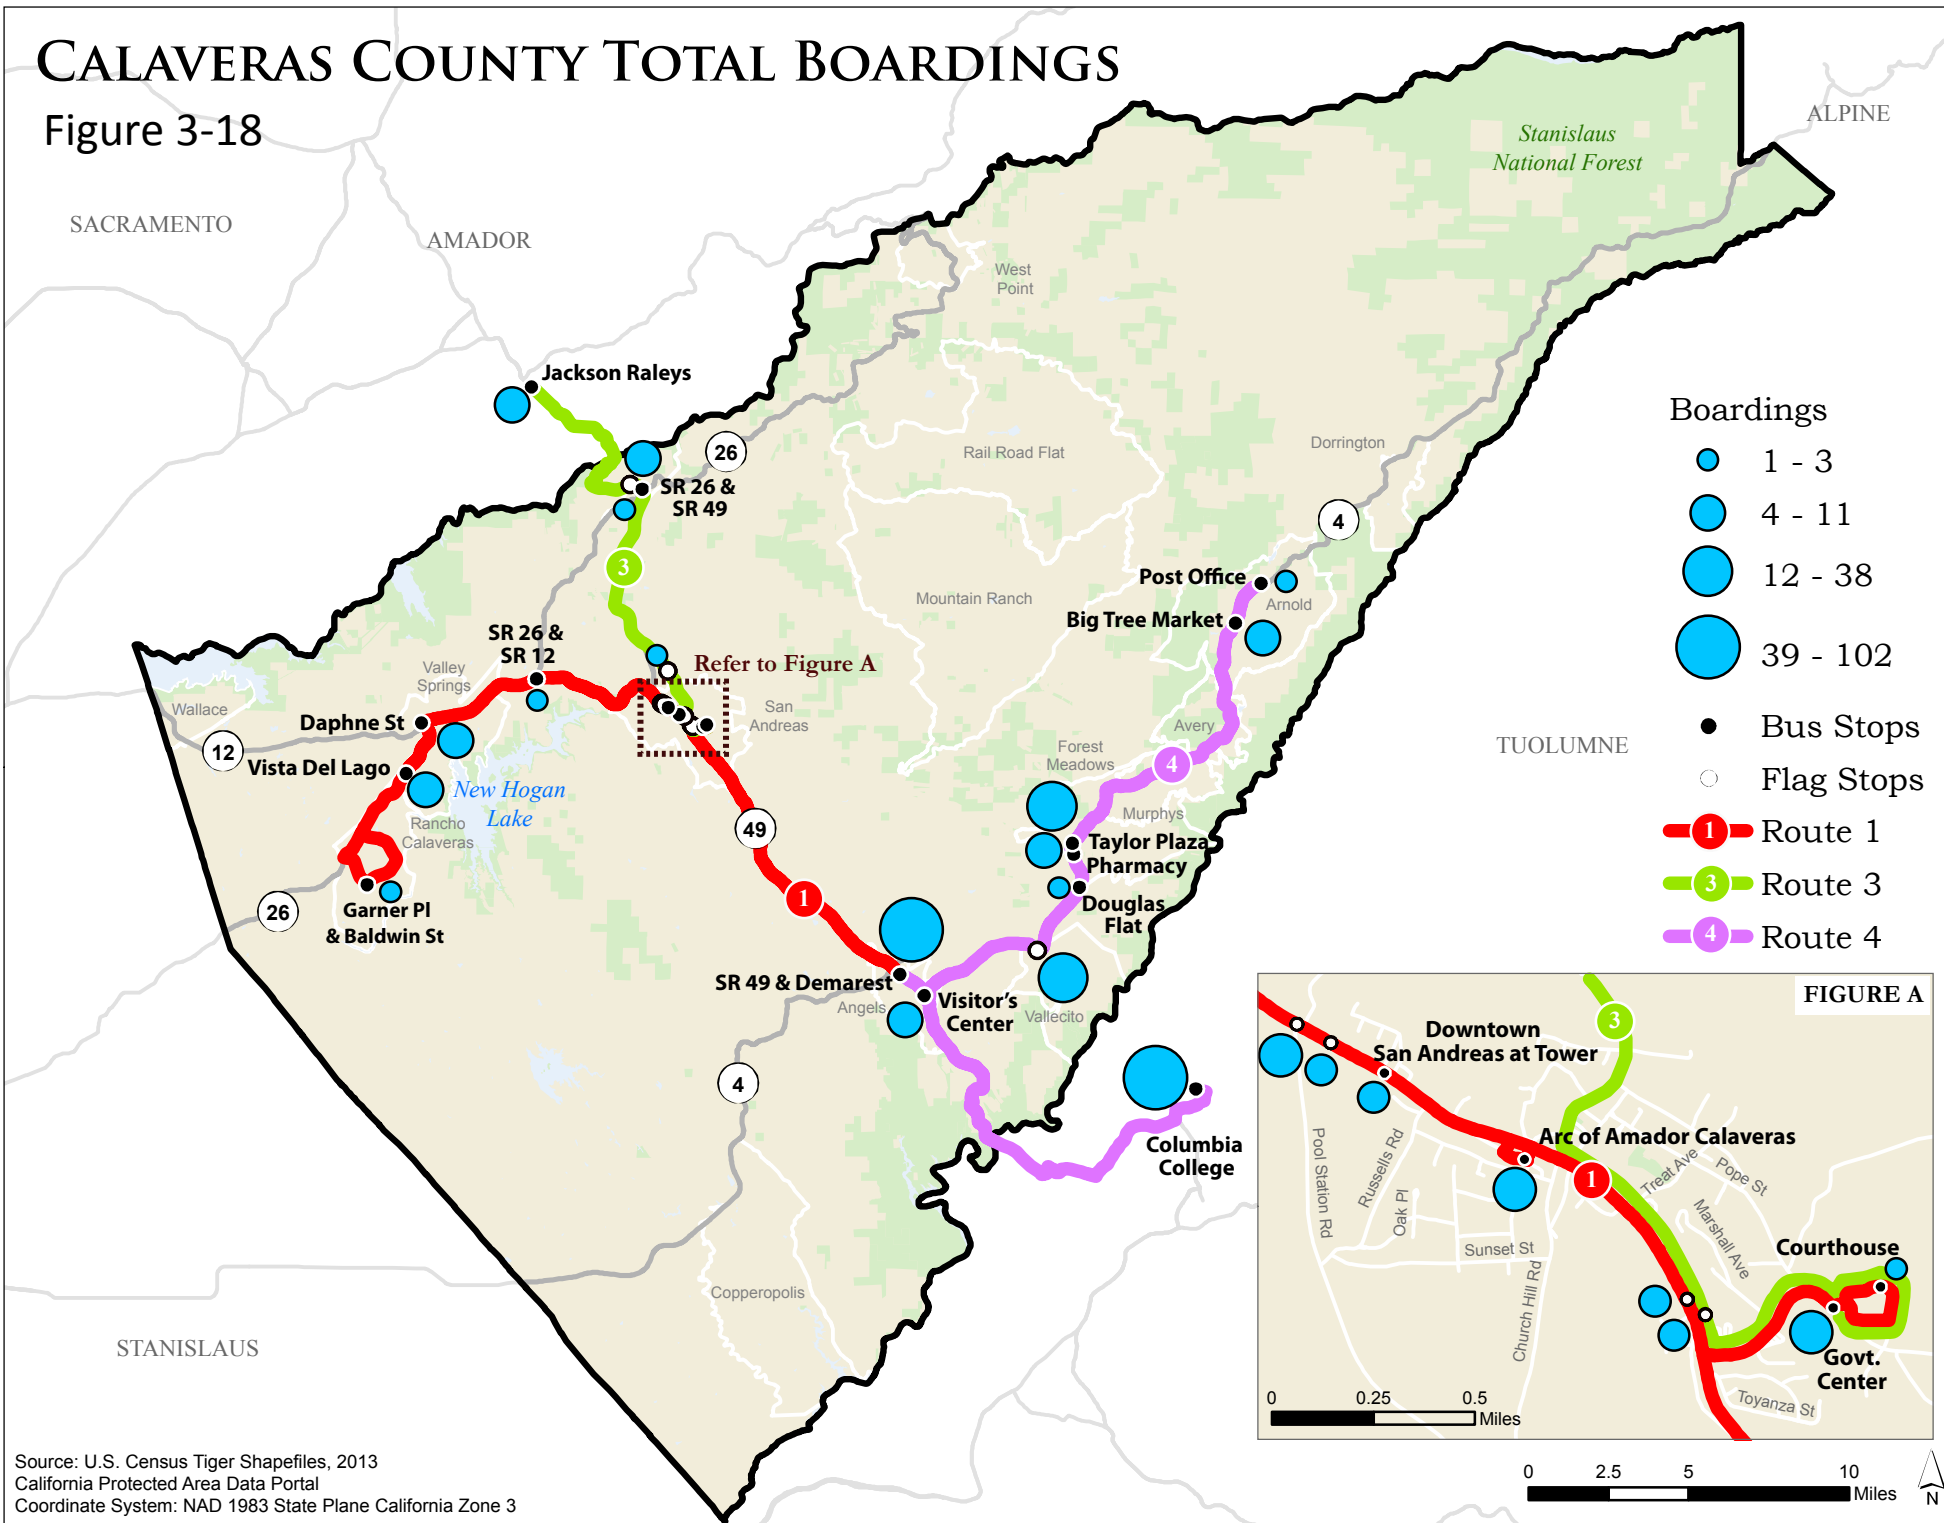 CALAVERAS COUNTY TOTAL BOARDINGS
Figure 3-18
ALPINE
Stanislaus
National Forest
SACRAMENTO
AMADOR
West
Point
Jackson Raleys
26
Rail Road Flat
Dorrington
SR 26 &
SR 49
4
3
Post Office
Arnold
Mountain Ranch
Big Tree Market
SR 26 &
SR 12
Refer to Figure A
Valley
Springs
Wallace
San
Andreas
Daphne St
12
Avery
TUOLUMNE
Vista Del Lago
Forest
Meadows
4
New Hogan
Lake
Rancho
Calaveras
Murphys
49
Taylor Plaza
Pharmacy
1
26
Garner Pl
& Baldwin St
Douglas
Flat
SR 49 & Demarest
Angels
Visitor's
Center
Vallecito
4
Columbia
College
Copperopolis
STANISLAUS
Boardings
1 - 3
4 - 11
12 - 38
39 - 102
Bus Stops
Flag Stops
1 Route 1
3 Route 3
4 Route 4
FIGURE A
3
Downtown
San Andreas at Tower
Arc of Amador Calaveras
Pool Station Rd
Russells Rd
Oak Pl
1
Treat Ave
Pope St
Marshall Ave
Sunset St
Church Hill Rd
Courthouse
Govt.
Center
Toyanza St
0 0.25 0.5
Miles
Source: U.S. Census Tiger Shapefiles, 2013
California Protected Area Data Portal
Coordinate System: NAD 1983 State Plane California Zone 3
0 2.5 5 10
Miles
N